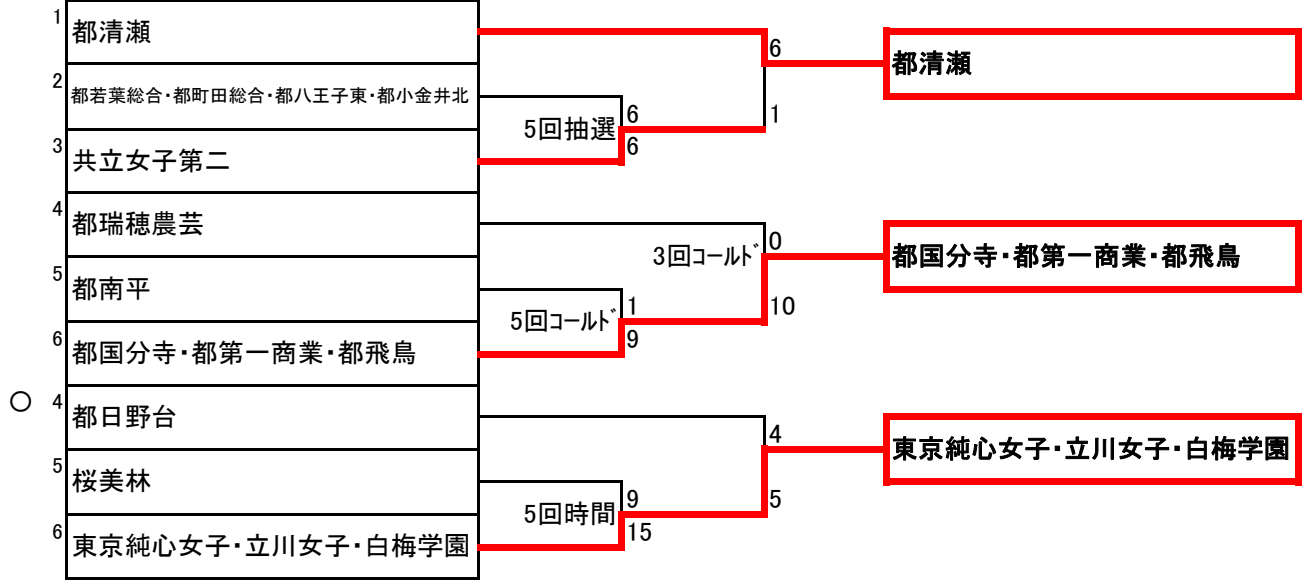 1
都清瀬
6
都清瀬
2
都若葉総合・都町田総合・都八王子東・都小金井北
1
5回抽選
6
6
3
共立女子第二
4
都瑞穂農芸
0
3回コールド
都国分寺・都第一商業・都飛鳥
10
5
都南平
5回コールド
1
9
6
都国分寺・都第一商業・都飛鳥
○
4
都日野台
4
東京純心女子・立川女子・白梅学園
5
5
桜美林
5回時間
9
15
6
東京純心女子・立川女子・白梅学園